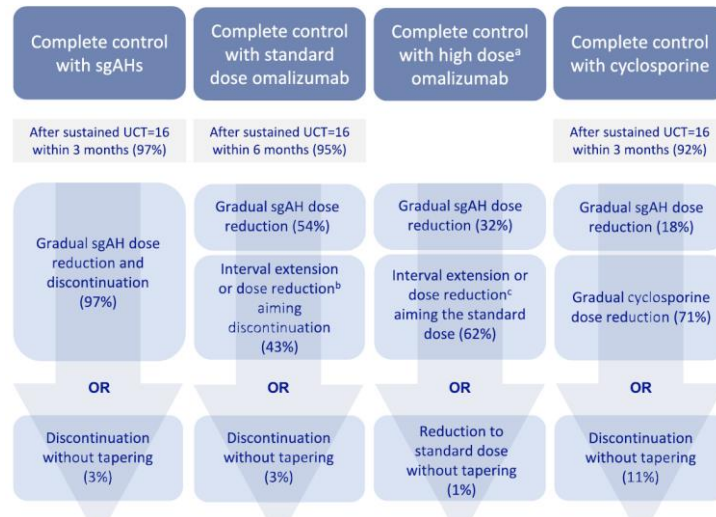 Complete control
with sgAHs
Complete control
with standard
dose omalizumab
Complete control
with high doseᵃ
omalizumab
Complete control
with cyclosporine
After sustained UCT=16
within 3 months (97%)
After sustained UCT=16
within 6 months (95%)
After sustained UCT=16
within 3 months (92%)
Gradual sgAH dose
reduction and
discontinuation
(97%)
Gradual sgAH dose
reduction (54%)
Interval extension
or dose reductionᵇ
aiming
discontinuation
(43%)
Gradual sgAH dose
reduction (32%)
Interval extension or
dose reductionᶜ
aiming the standard
dose (62%)
Gradual sgAH dose
reduction (18%)
Gradual cyclosporine
dose reduction (71%)
OR
OR
OR
OR
Discontinuation
without tapering
(3%)
Discontinuation
without tapering
(3%)
Reduction to
standard dose
without tapering
(1%)
Discontinuation
without tapering
(11%)